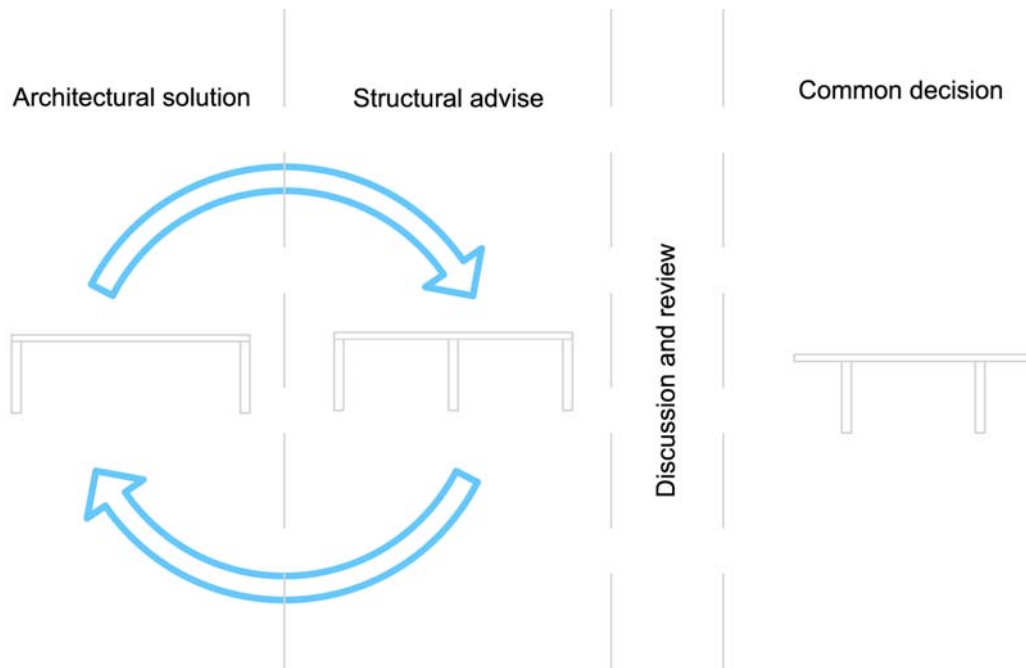 Architectural solution
Structural advise
Common decision
Discussion and review